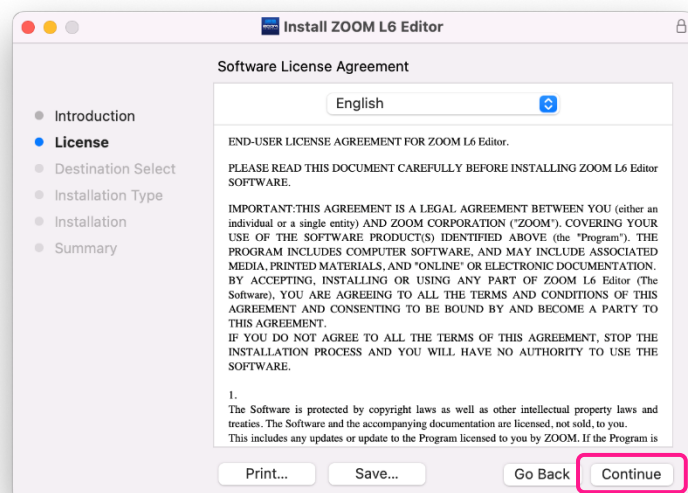 Install ZOOM L6 Editor
Software License Agreement
Introduction
License
Destination Select
Installation Type
Installation
Summary
English
END-USER LICENSE AGREEMENT FOR ZOOM L6 Editor.
PLEASE READ THIS DOCUMENT CAREFULLY BEFORE INSTALLING ZOOM L6 Editor
SOFTWARE.
IMPORTANT:THIS AGREEMENT IS A LEGAL AGREEMENT BETWEEN YOU (either an
individual or a single entity) AND ZOOM CORPORATION ("ZOOM"). COVERING YOUR
USE OF THE SOFTWARE PRODUCT(S) IDENTIFIED ABOVE (the "Program"). THE
PROGRAM INCLUDES COMPUTER SOFTWARE, AND MAY INCLUDE ASSOCIATED
MEDIA, PRINTED MATERIALS, AND "ONLINE" OR ELECTRONIC DOCUMENTATION.
BY ACCEPTING, INSTALLING OR USING ANY PART OF ZOOM L6 Editor (The
Software), YOU ARE AGREEING TO ALL THE TERMS AND CONDITIONS OF THIS
AGREEMENT AND CONSENTING TO BE BOUND BY AND BECOME A PARTY TO
THIS AGREEMENT.
IF YOU DO NOT AGREE TO ALL THE TERMS OF THIS AGREEMENT, STOP THE
INSTALLATION PROCESS AND YOU WILL HAVE NO AUTHORITY TO USE THE
SOFTWARE.
1.
The Software is protected by copyright laws as well as other intellectual property laws and
treaties. The Software and the accompanying documentation are licensed, not sold, to you.
This includes any updates or update to the Program licensed to you by ZOOM. If the Program is
Print...
Save...
Go Back
Continue